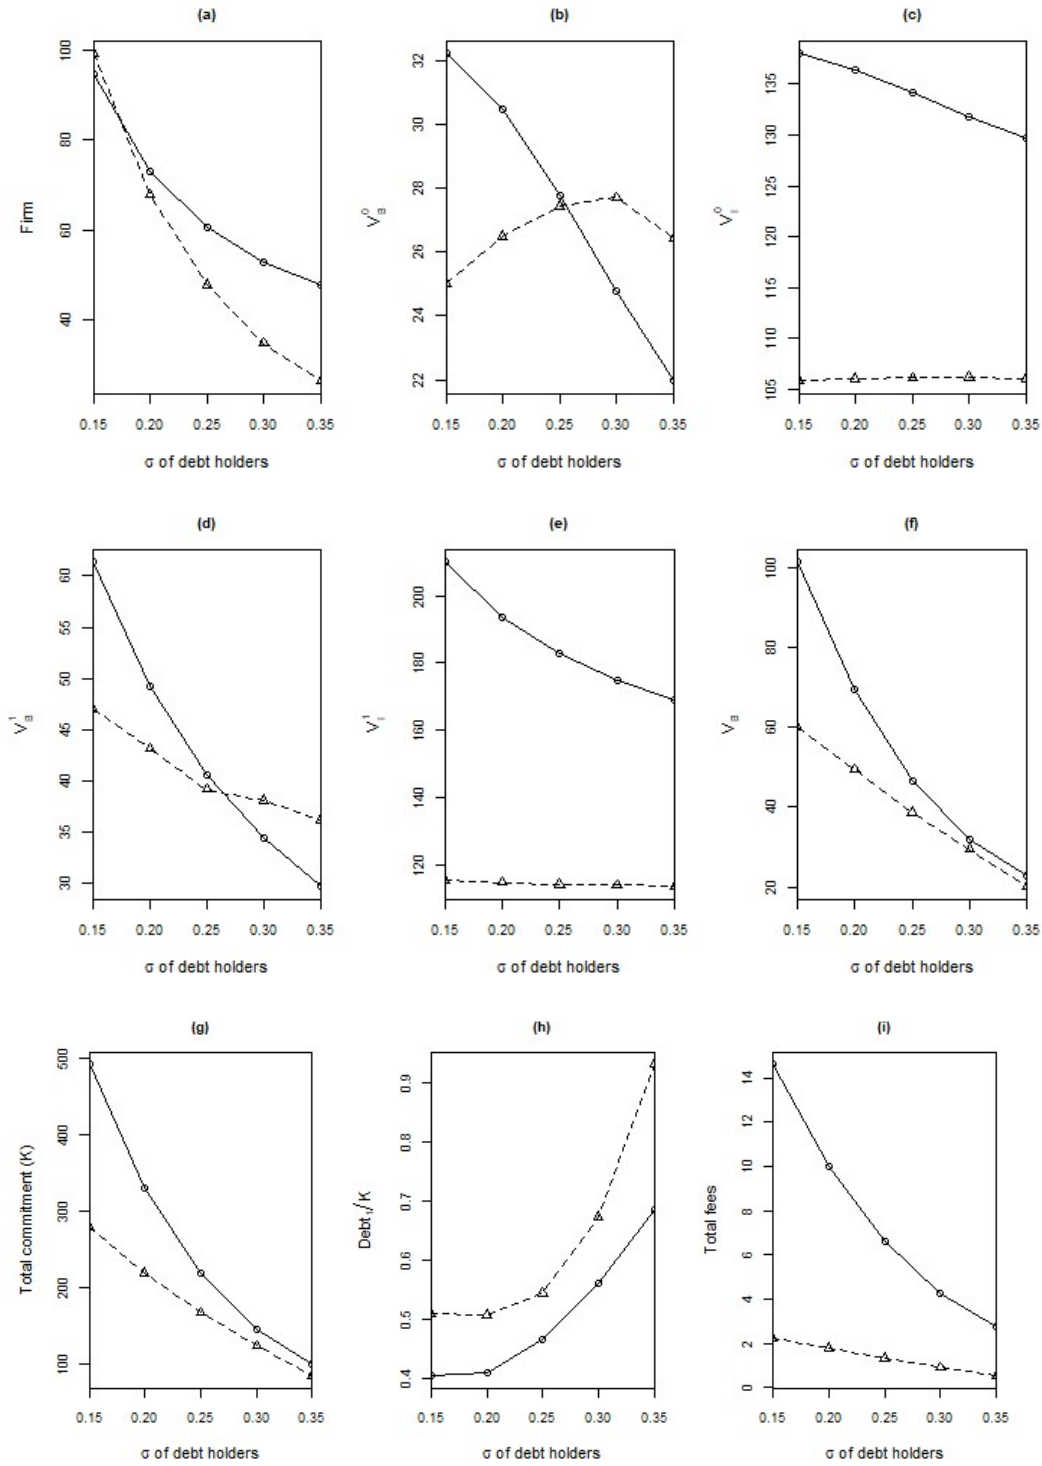 (a)
Firm
100
80
60
40
0.15 0.20 0.25 0.30 0.35
σ of debt holders
(b)
V_B^0
32
30
28
26
24
22
0.15 0.20 0.25 0.30 0.35
σ of debt holders
(c)
V_I^0
135
130
125
120
115
110
105
0.15 0.20 0.25 0.30 0.35
σ of debt holders
(d)
V_B^1
60
55
50
45
40
35
30
0.15 0.20 0.25 0.30 0.35
σ of debt holders
(e)
V_I^1
200
180
160
140
120
0.15 0.20 0.25 0.30 0.35
σ of debt holders
(f)
V_B
100
80
60
40
20
0.15 0.20 0.25 0.30 0.35
σ of debt holders
(g)
Total commitment (K)
500
400
300
200
100
0.15 0.20 0.25 0.30 0.35
σ of debt holders
(h)
Debt₁/K
0.9
0.8
0.7
0.6
0.5
0.4
0.15 0.20 0.25 0.30 0.35
σ of debt holders
(i)
Total fees
14
12
10
8
6
4
2
0
0.15 0.20 0.25 0.30 0.35
σ of debt holders